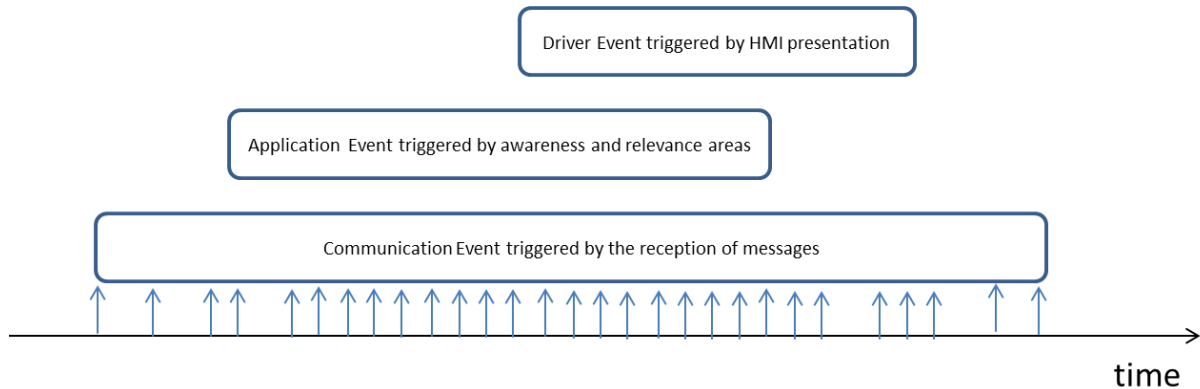 Driver Event triggered by HMI presentation
Application Event triggered by awareness and relevance areas
Communication Event triggered by the reception of messages
time